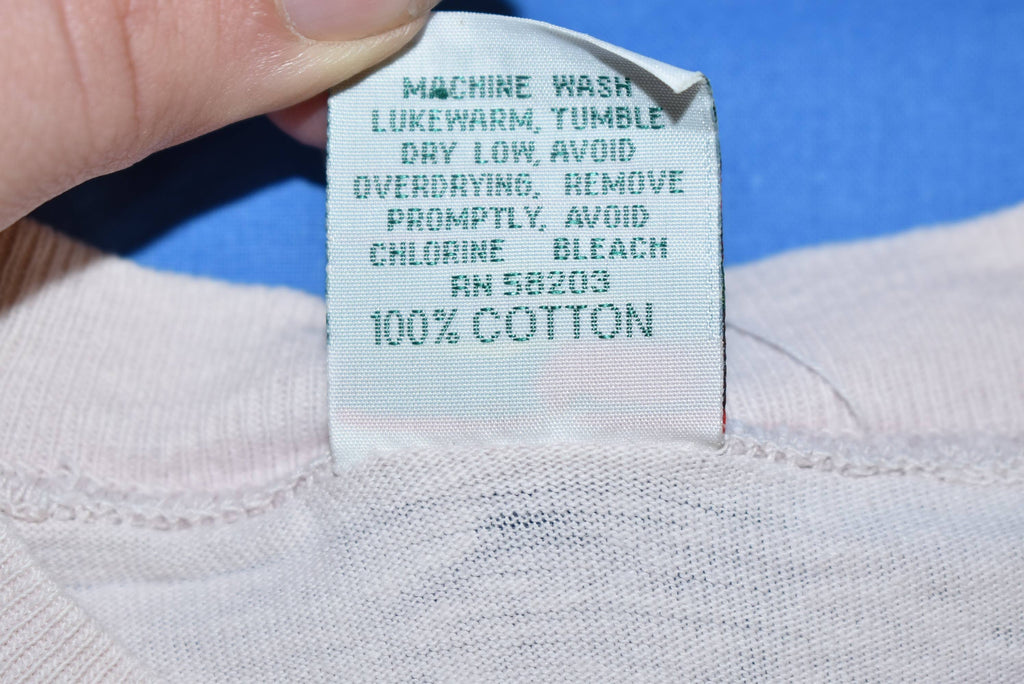 MACHINE WASH
LUKEWARM, TUMBLE
DRY LOW, AVOID
OVERDRYING, REMOVE
PROMPTLY, AVOID
CHLORINE BLEACH
RN 58203
100% COTTON